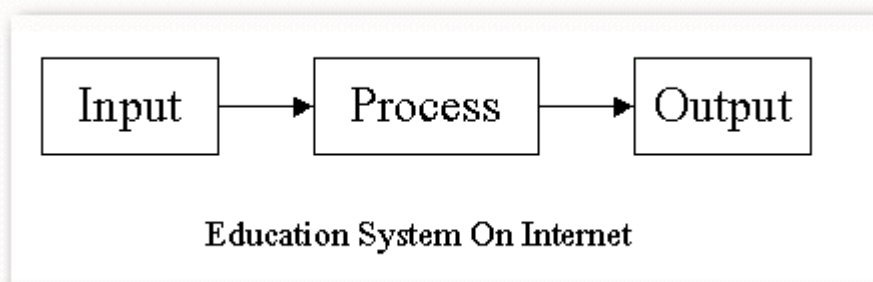 Input Process Output
Education System On Internet